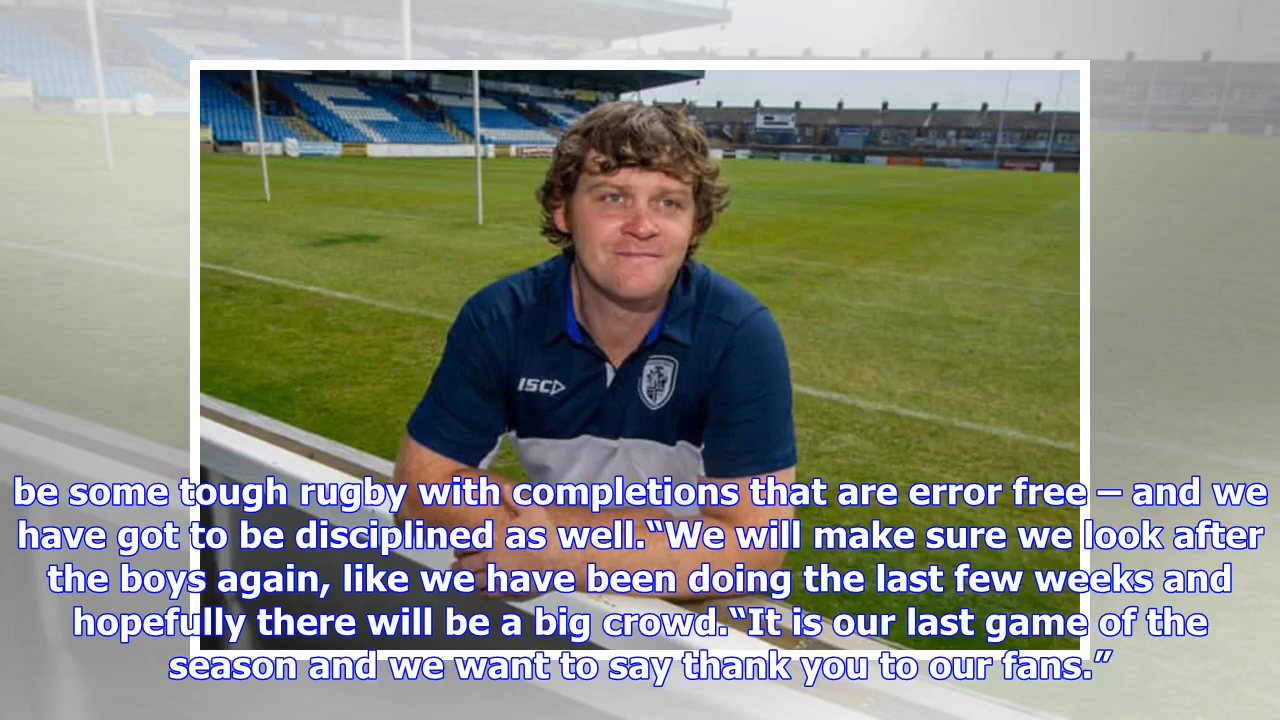 ISC
be some tough rugby with completions that are error free – and we
have got to be disciplined as well.“We will make sure we look after
the boys again, like we have been doing the last few weeks and
hopefully there will be a big crowd.“It is our last game of the
season and we want to say thank you to our fans.”